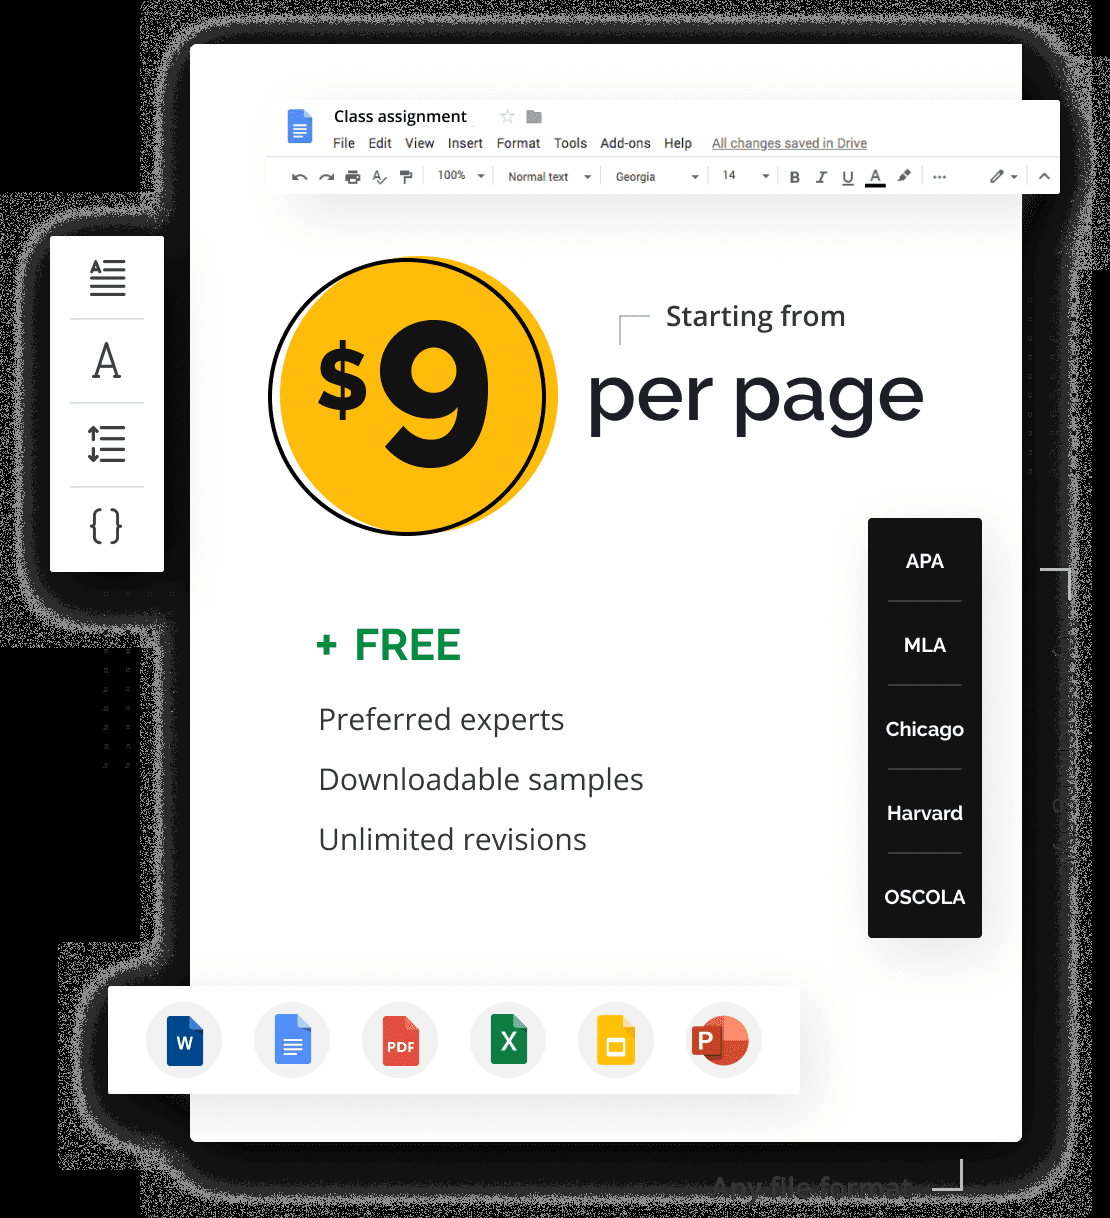 Class assignment
File Edit View Insert Format Tools Add-ons Help All changes saved in Drive
100% Normal text Georgia 14 B I U A
A
A
$9
Starting from
per page
+ FREE
Preferred experts
Downloadable samples
Unlimited revisions
APA
MLA
Chicago
Harvard
OSCOLA
W
PDF
X
P
Any file format